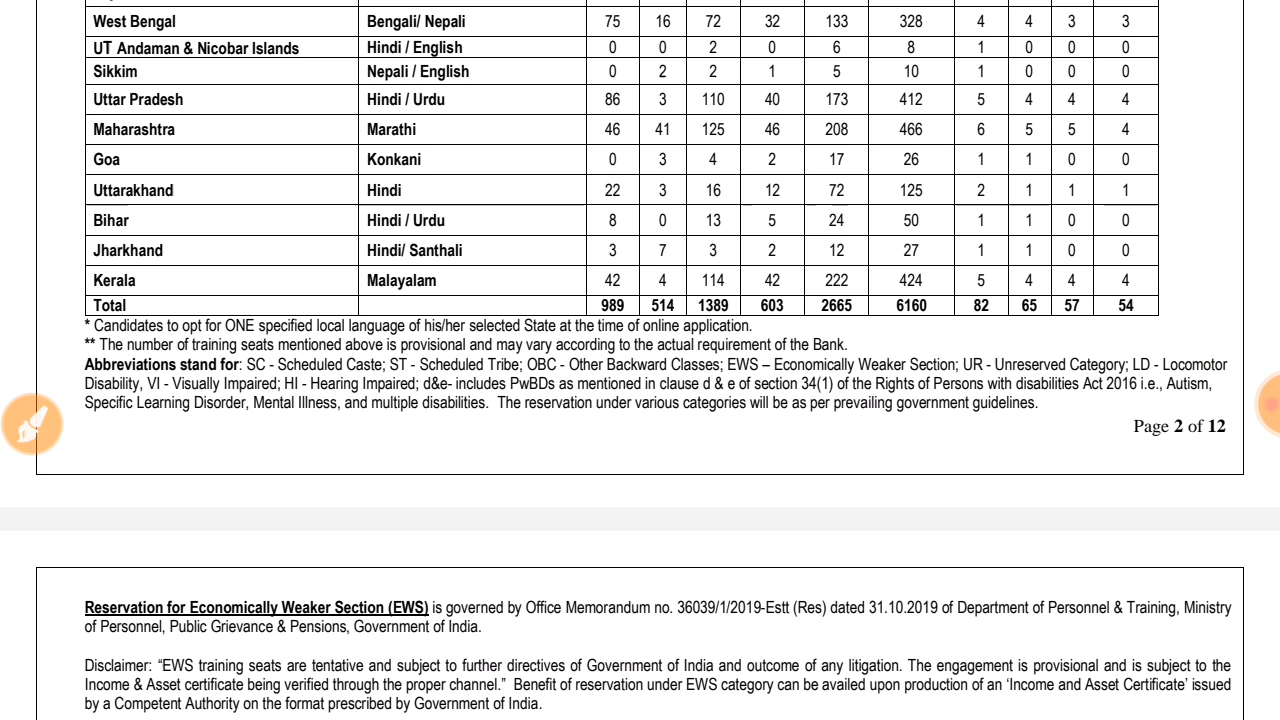 West Bengal Bengali/ Nepali 75 16 72 32 133 328 4 4 3 3
UT Andaman & Nicobar Islands Hindi / English 0 0 2 0 6 8 1 0 0 0
Sikkim Nepali / English 0 2 2 1 5 10 1 0 0 0
Uttar Pradesh Hindi / Urdu 86 3 110 40 173 412 5 4 4 4
Maharashtra Marathi 46 41 125 46 208 466 6 5 5 4
Goa Konkani 0 3 4 2 17 26 1 1 0 0
Uttarakhand Hindi 22 3 16 12 72 125 2 1 1 1
Bihar Hindi / Urdu 8 0 13 5 24 50 1 1 0 0
Jharkhand Hindi/ Santhali 3 7 3 2 12 27 1 1 0 0
Kerala Malayalam 42 4 114 42 222 424 5 4 4 4
Total 989 514 1389 603 2665 6160 82 65 57 54
* Candidates to opt for ONE specified local language of his/her selected State at the time of online application.
** The number of training seats mentioned above is provisional and may vary according to the actual requirement of the Bank.
Abbreviations stand for: SC - Scheduled Caste; ST - Scheduled Tribe; OBC - Other Backward Classes; EWS – Economically Weaker Section; UR - Unreserved Category; LD - Locomotor
Disability, VI - Visually Impaired; HI - Hearing Impaired; d&e- includes PwBDs as mentioned in clause d & e of section 34(1) of the Rights of Persons with disabilities Act 2016 i.e., Autism,
Specific Learning Disorder, Mental Illness, and multiple disabilities. The reservation under various categories will be as per prevailing government guidelines.
Page 2 of 12
Reservation for Economically Weaker Section (EWS) is governed by Office Memorandum no. 36039/1/2019-Estt (Res) dated 31.10.2019 of Department of Personnel & Training, Ministry
of Personnel, Public Grievance & Pensions, Government of India.
Disclaimer: “EWS training seats are tentative and subject to further directives of Government of India and outcome of any litigation. The engagement is provisional and is subject to the
Income & Asset certificate being verified through the proper channel.” Benefit of reservation under EWS category can be availed upon production of an ‘Income and Asset Certificate’ issued
by a Competent Authority on the format prescribed by Government of India.